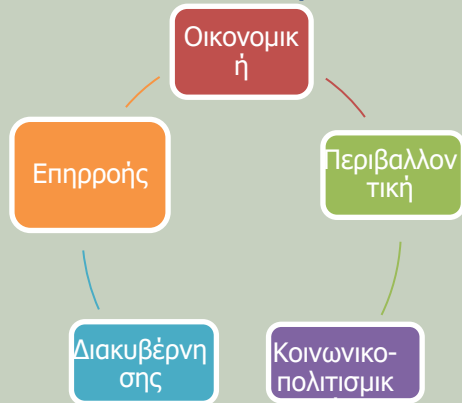 Οικονομικ
ή
Περιβαλλον
τική
Κοινωνικο-
πολιτισμικ
Διακυβέρνη
σης
Επηρροής